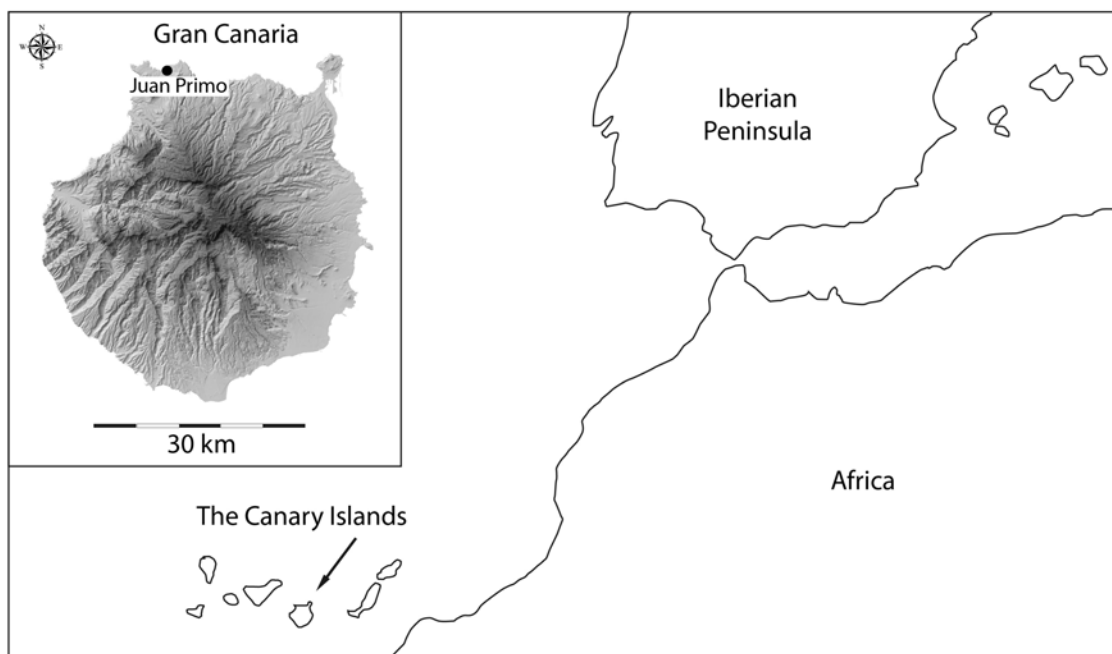 N
W E
S
Gran Canaria
Juan Primo
30 km
Iberian
Peninsula
Africa
The Canary Islands